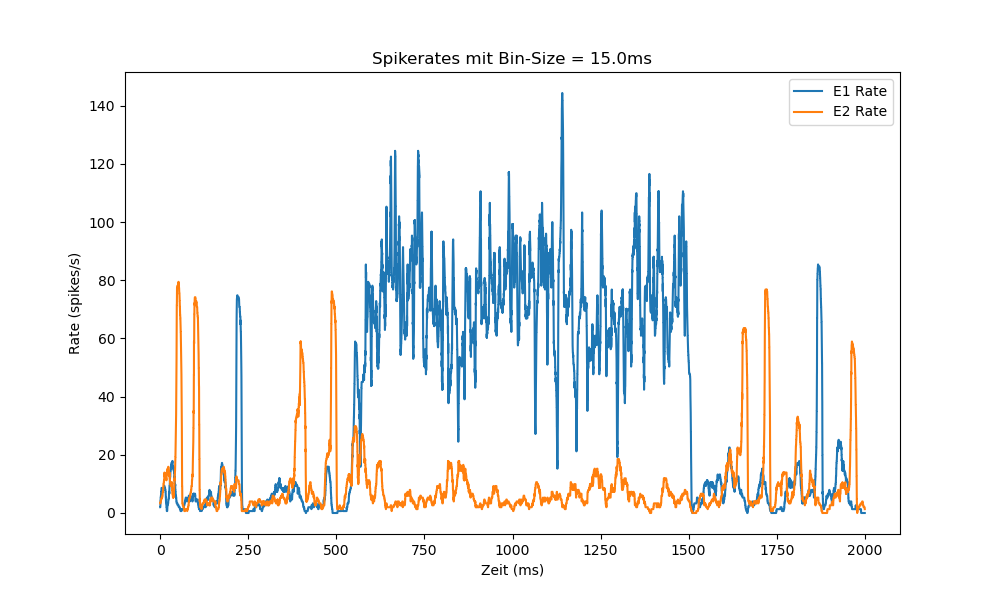 Spikerates mit Bin-Size = 15.0ms
E1 Rate
E2 Rate
140
120
100
80
60
40
20
0
Rate (spikes/s)
0 250 500 750 1000 1250 1500 1750 2000
Zeit (ms)